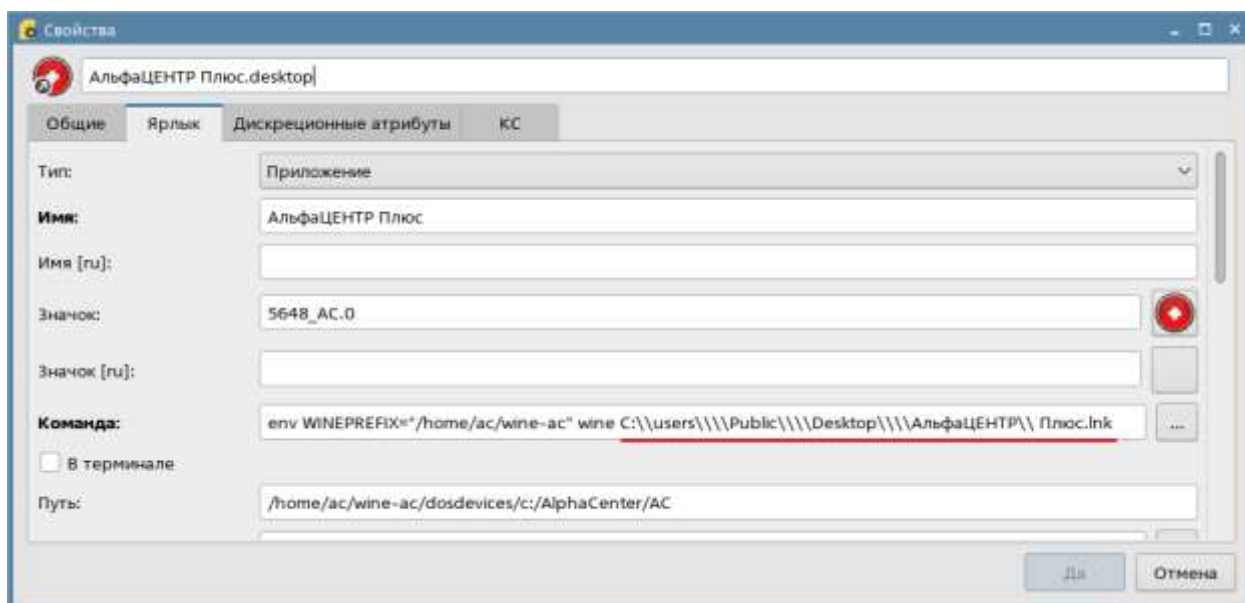 Свойства
АльфаЦЕНТР Плюс.desktop
Общие Ярлык Дискреционные атрибуты КС
Тип: Приложение
Имя: АльфаЦЕНТР Плюс
Имя [ru]:
Значок: 5648_AC.0
Значок [ru]:
Команда: env WINEPREFIX="/home/ac/wine-ac" wine C:\\users\\\\Public\\\\Desktop\\\\АльфаЦЕНТР\\ Плюс.lnk ...
В терминале
Путь: /home/ac/wine-ac/dosdevices/c:/AlphaCenter/AC
Да Отмена